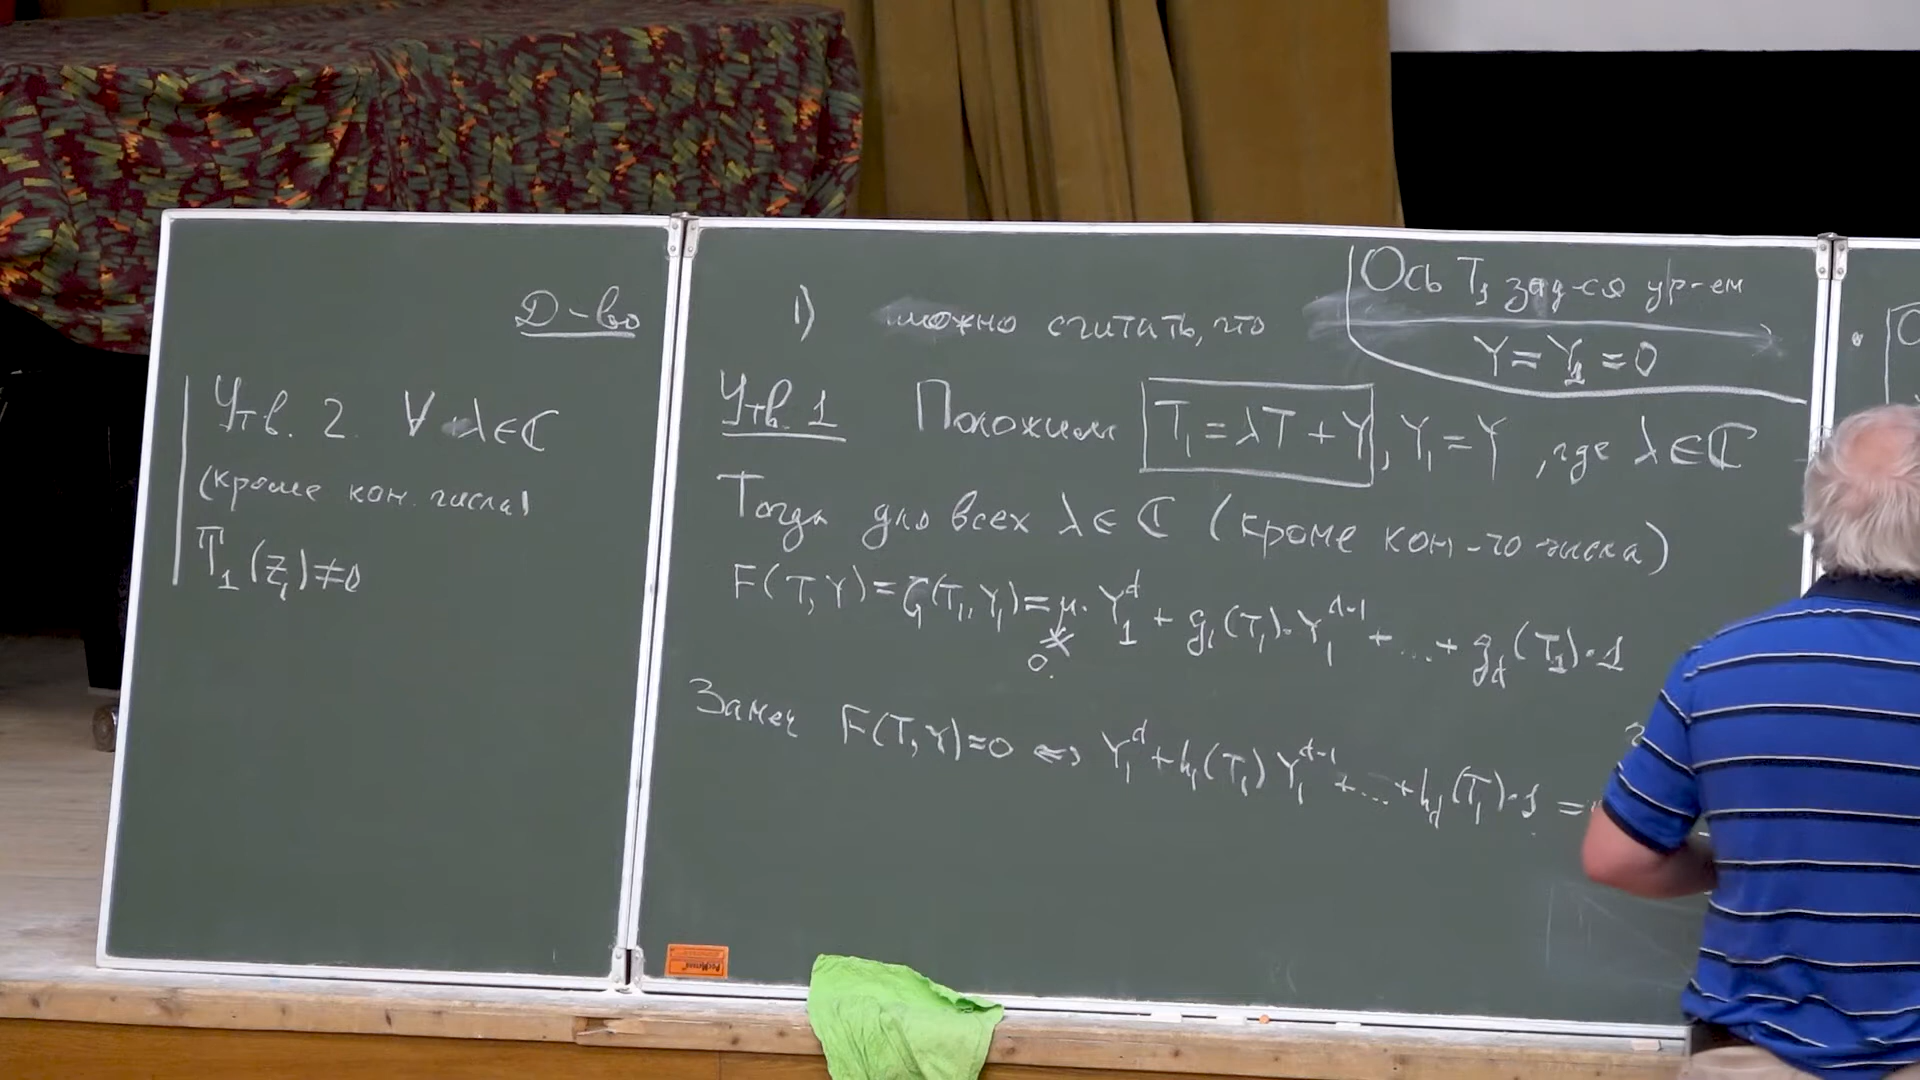 Д-во
Утв. 2. ∀ λ∈ℂ
(кроме кон. числа)
T₁(z₁)≠0
1) можно считать, что
Ось T₁ зад-ся ур-ем
Y=Y₁=0
Утв. 1 Положим T₁=λT+Y, Y₁=Y, где λ∈ℂ
Тогда для всех λ∈ℂ (кроме кон-го числа)
F(T,Y)=G(T₁,Y₁)=μ·Y₁^d+g₁(T₁)·Y₁^{d-1}+...+g_d(T₁)·1
0
Замеч F(T,Y)=0 ⇔ Y₁^d+h₁(T₁)Y₁^{d-1}+...+h_d(T₁)·1=